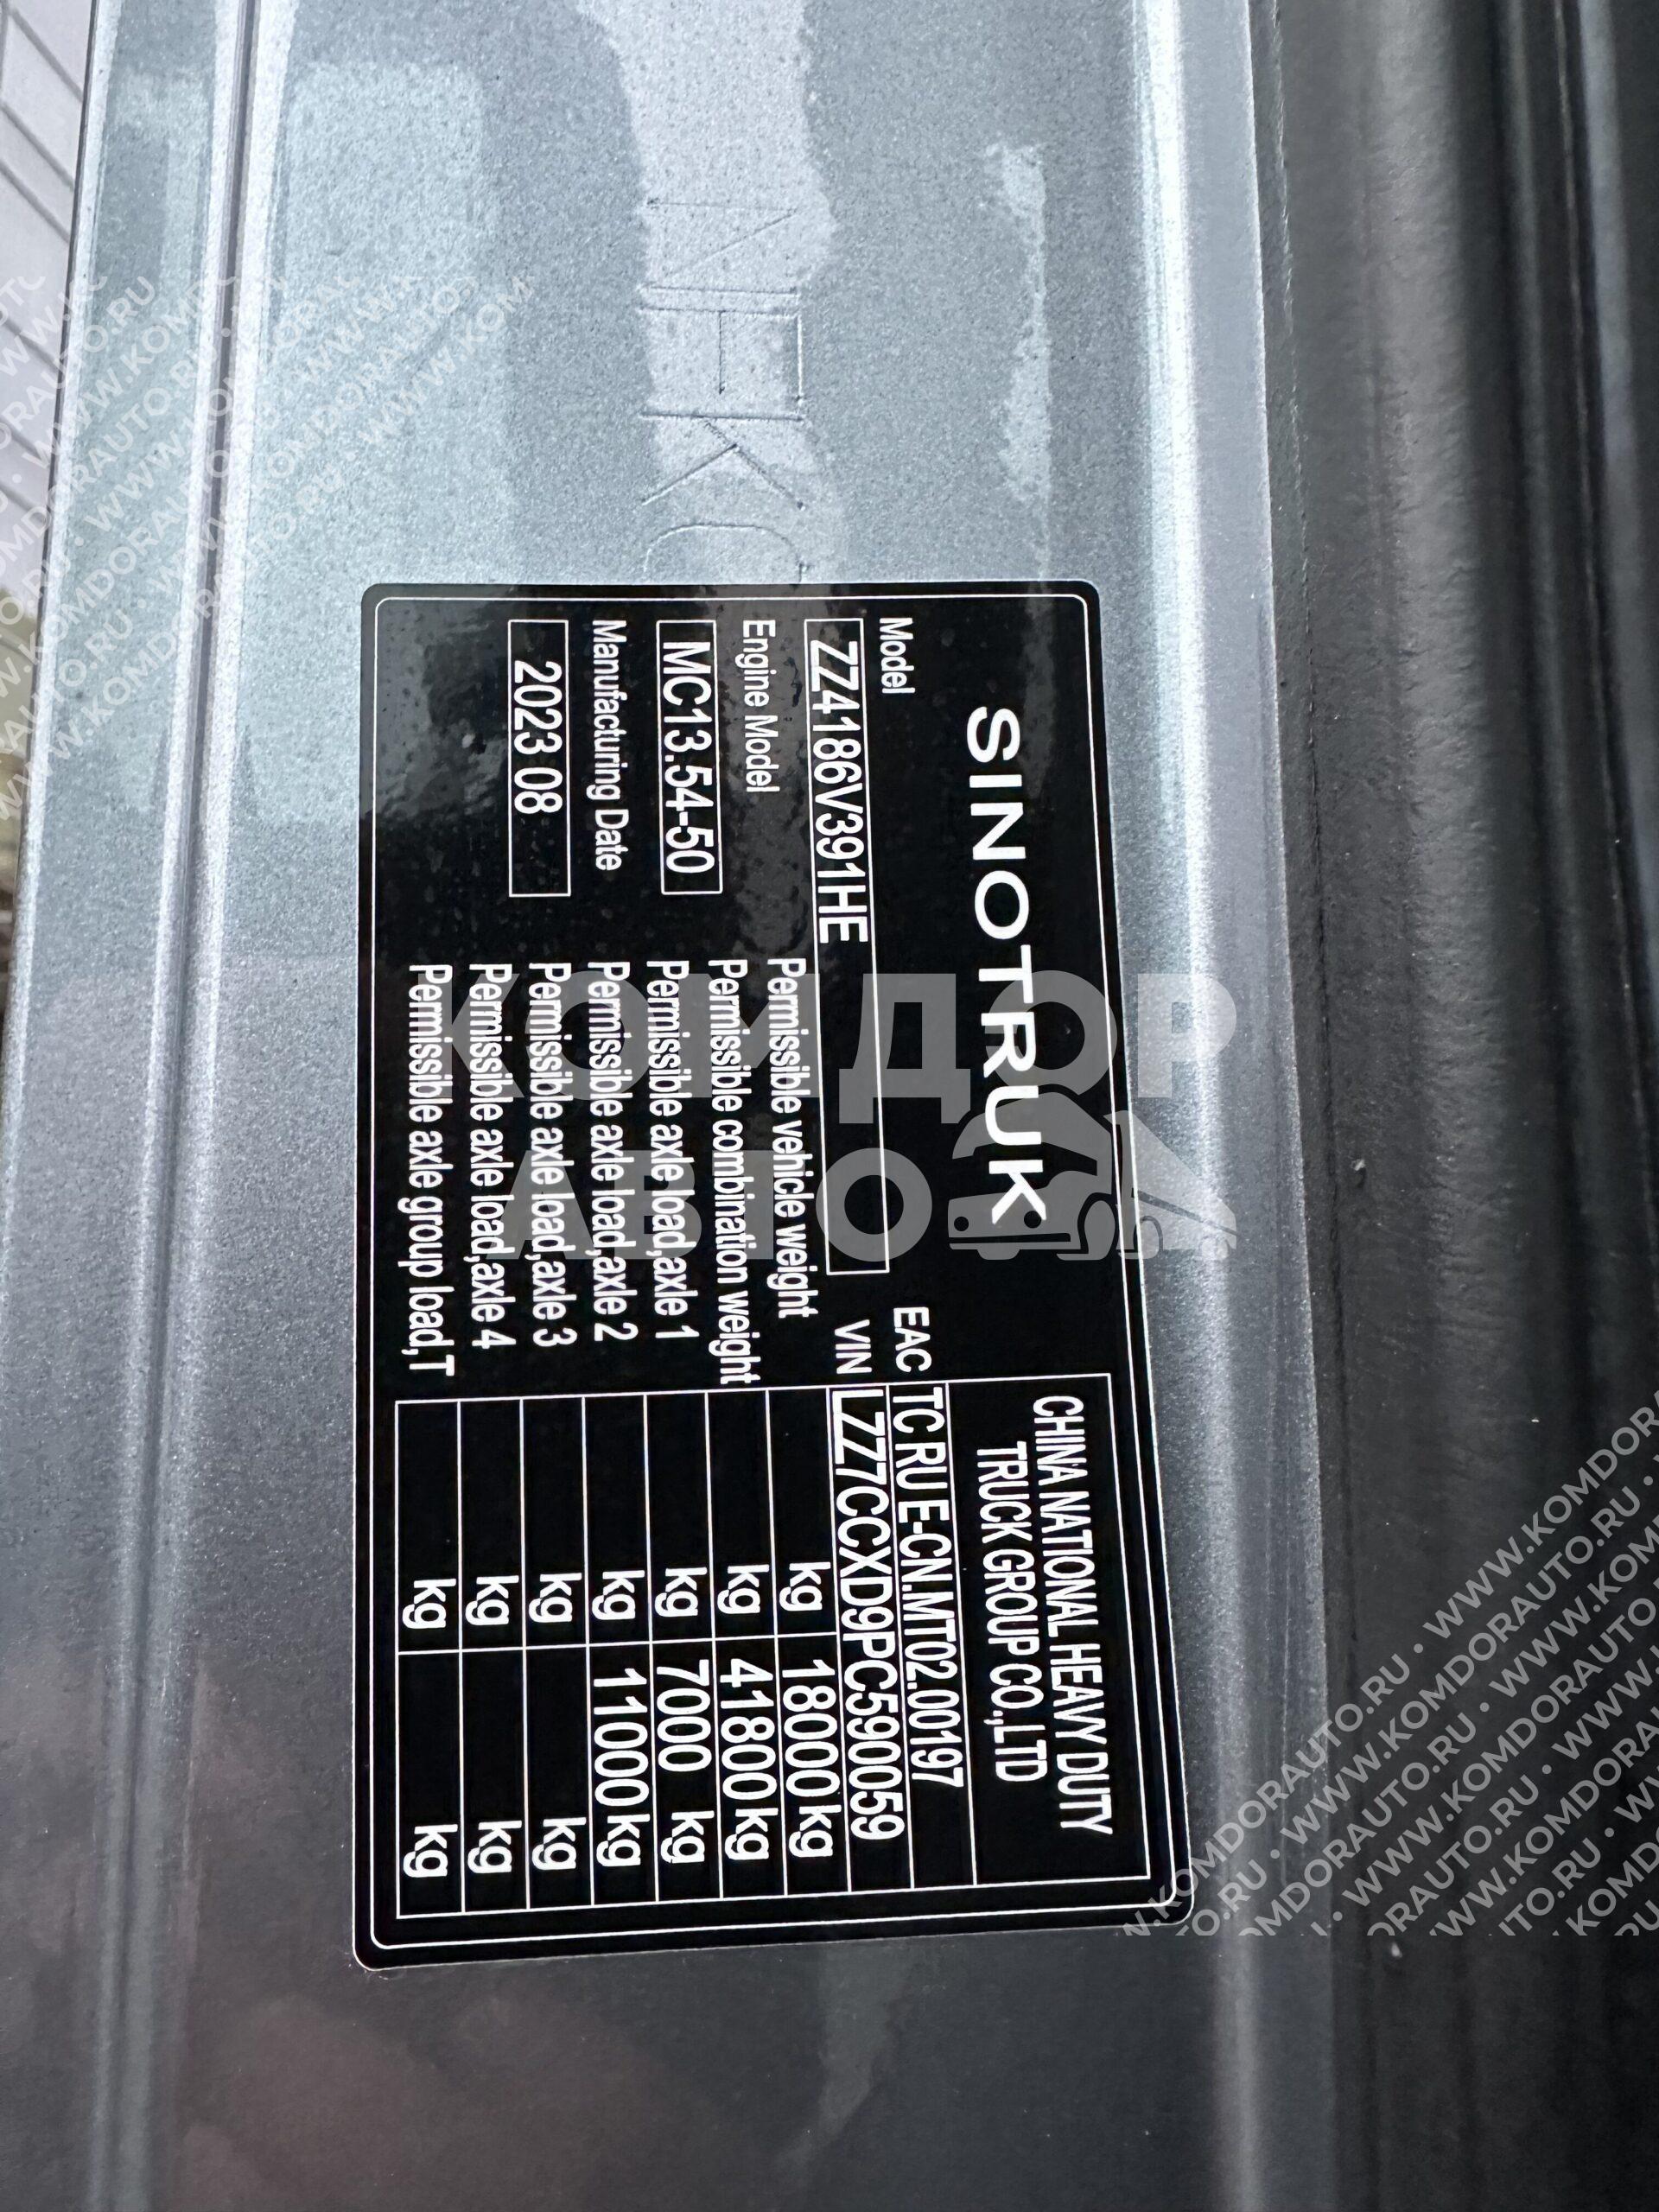 SINOTRUK
CHINA NATIONAL HEAVY DUTY
TRUCK GROUP CO.,LTD
Model
ZZ4186V391HE
EAC TC RU E-CN.MT02.00197
VIN LZZ7CCXD9PC590059
Engine Model
MC13.54-50
Manufacturing Date
2023 08
Permissible vehicle weight kg 18000 kg
Permissible combination weight kg 41800 kg
Permissible axle load,axle 1 kg 7000 kg
Permissible axle load,axle 2 kg 11000 kg
Permissible axle load,axle 3 kg kg
Permissible axle load,axle 4 kg kg
Permissible axle group load,T kg kg
КОМДОР
АВТО
WWW.KOMDORAUTO.RU